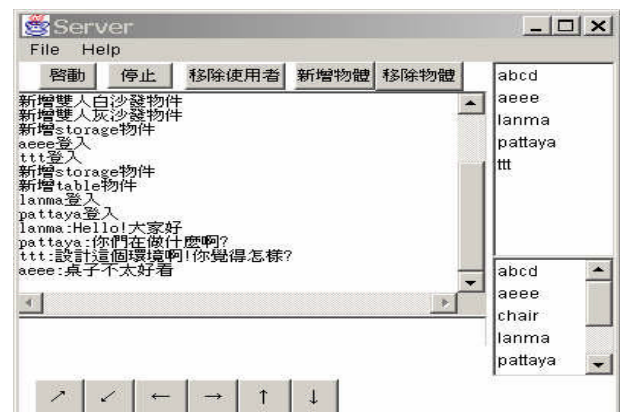 Server
File Help
啓動 停止 移除使用者 新增物體 移除物體
新增雙人白沙發物件
新增雙人灰沙發物件
新增storage物件
aeee登入
ttt登入
新增storage物件
新增table物件
lanma登入
pattaya登入
lanma:Hello!大家好
pattaya:你們在做什麼啊?
ttt:設計這個環境啊!你覺得怎樣?
aeee:桌子不太好看
abcd
aeee
lanma
pattaya
ttt
abcd
aeee
chair
lanma
pattaya
↗ ↙ ← → ↑ ↓